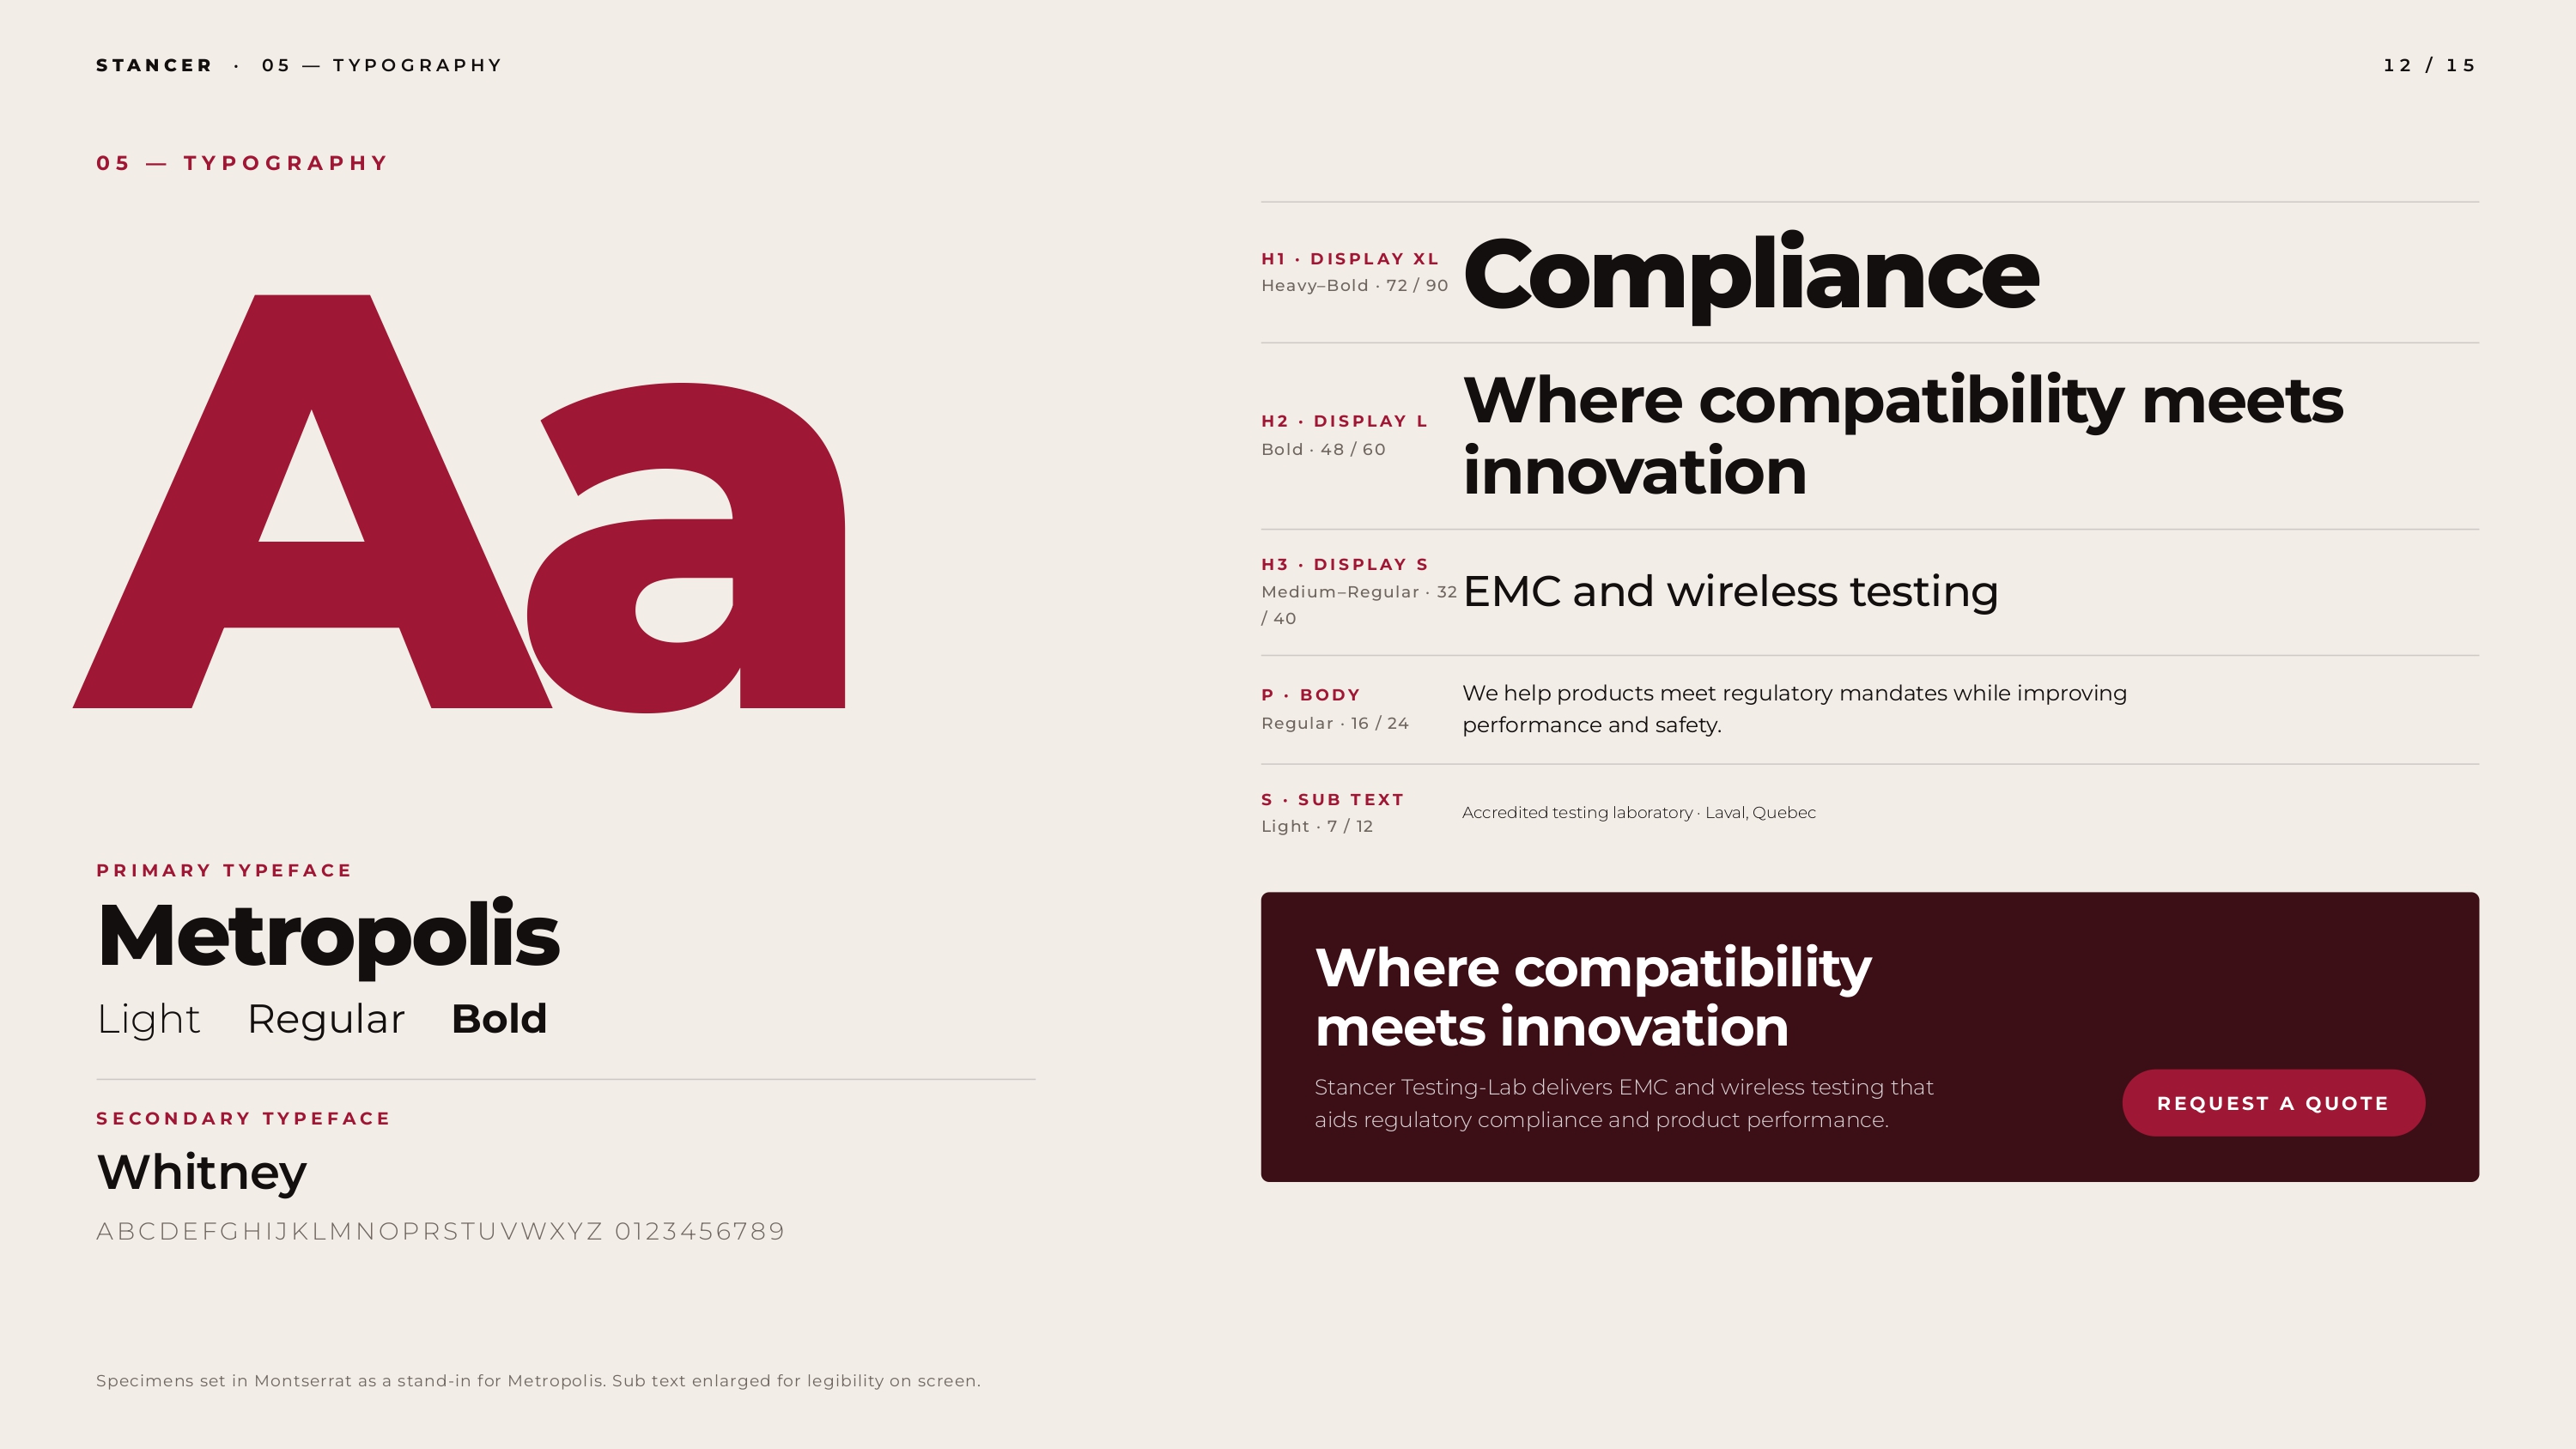 STANCER · 05 — TYPOGRAPHY
12 / 15
05 — TYPOGRAPHY
Aa
PRIMARY TYPEFACE
Metropolis
Light Regular Bold
SECONDARY TYPEFACE
Whitney
ABCDEFGHIJKLMNOPRSTUVWXYZ 0123456789
Specimens set in Montserrat as a stand-in for Metropolis. Sub text enlarged for legibility on screen.
H1 · DISPLAY XL
Heavy–Bold · 72 / 90
Compliance
H2 · DISPLAY L
Bold · 48 / 60
Where compatibility meets
innovation
H3 · DISPLAY S
Medium–Regular · 32
/ 40
EMC and wireless testing
P · BODY
Regular · 16 / 24
We help products meet regulatory mandates while improving
performance and safety.
S · SUB TEXT
Light · 7 / 12
Accredited testing laboratory · Laval, Quebec
Where compatibility
meets innovation
Stancer Testing-Lab delivers EMC and wireless testing that
aids regulatory compliance and product performance.
REQUEST A QUOTE